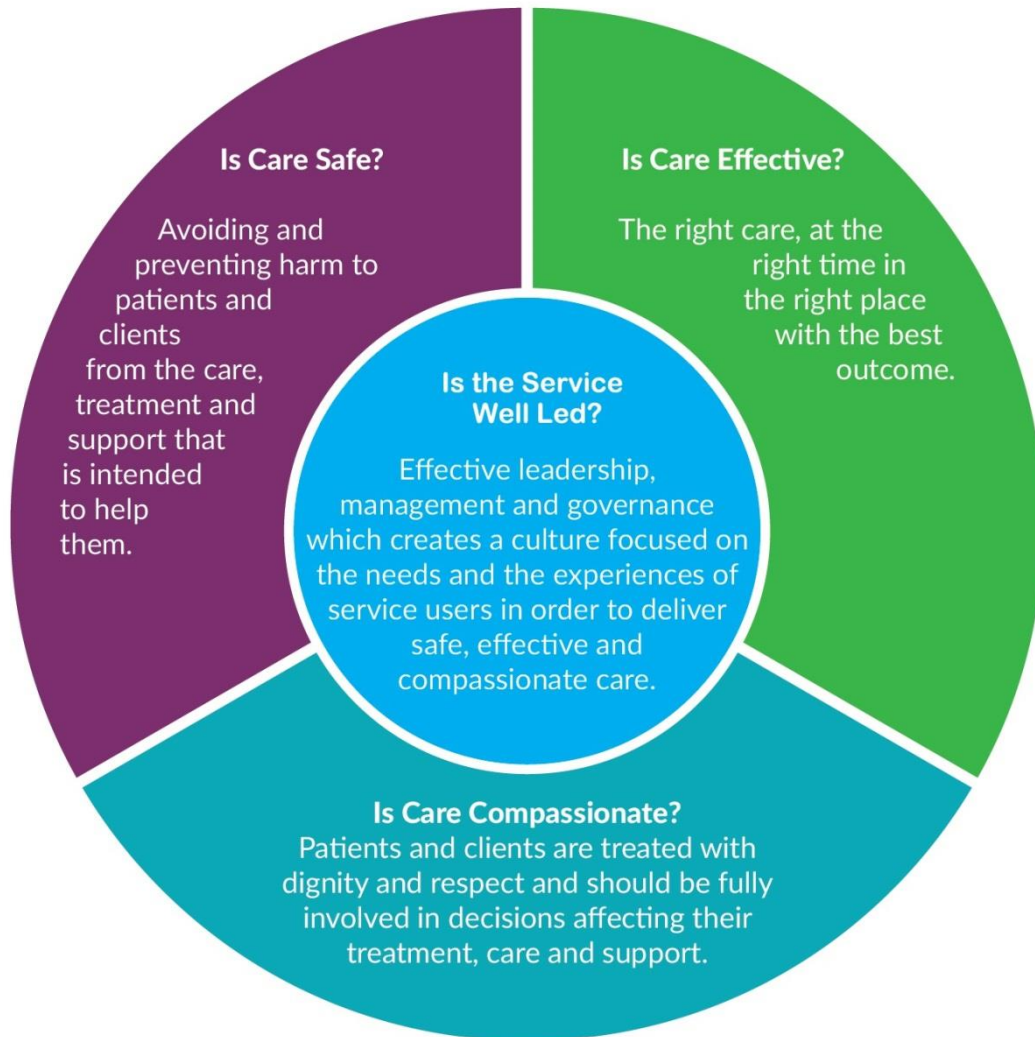 Is Care Safe?
Avoiding and
preventing harm to
patients and
clients
from the care,
treatment and
support that
is intended
to help
them.
Is Care Effective?
The right care, at the
right time in
the right place
with the best
outcome.
Is the Service
Well Led?
Effective leadership,
management and governance
which creates a culture focused on
the needs and the experiences of
service users in order to deliver
safe, effective and
compassionate care.
Is Care Compassionate?
Patients and clients are treated with
dignity and respect and should be fully
involved in decisions affecting their
treatment, care and support.